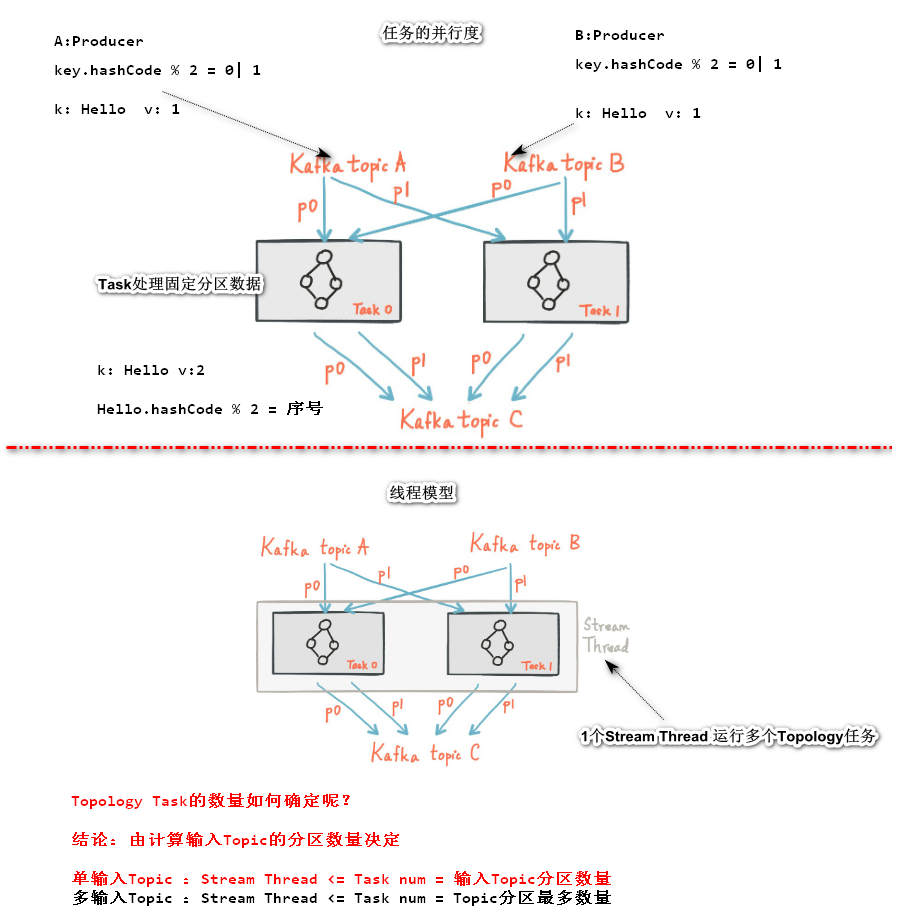 任务的并行度
A:Producer
B:Producer
key.hashCode % 2 = 0| 1
key.hashCode % 2 = 0| 1
k: Hello v: 1
k: Hello v: 1
Kafka topic A
Kafka topic B
p0
p1
p0
p1
Task处理固定分区数据
Task 0
Task 1
p0
p1
p0
p1
k: Hello v:2
Hello.hashCode % 2 = 序号
Kafka topic C
线程模型
Kafka topic A
Kafka topic B
p0
p1
p0
p1
Stream
Thread
Task 0
Task 1
p0
p1
p0
p1
1个Stream Thread 运行多个Topology任务
Kafka topic C
Topology Task的数量如何确定呢?
结论: 由计算输入Topic的分区数量决定
单输入Topic : Stream Thread <= Task num = 输入Topic分区数量
多输入Topic : Stream Thread <= Task num = Topic分区最多数量